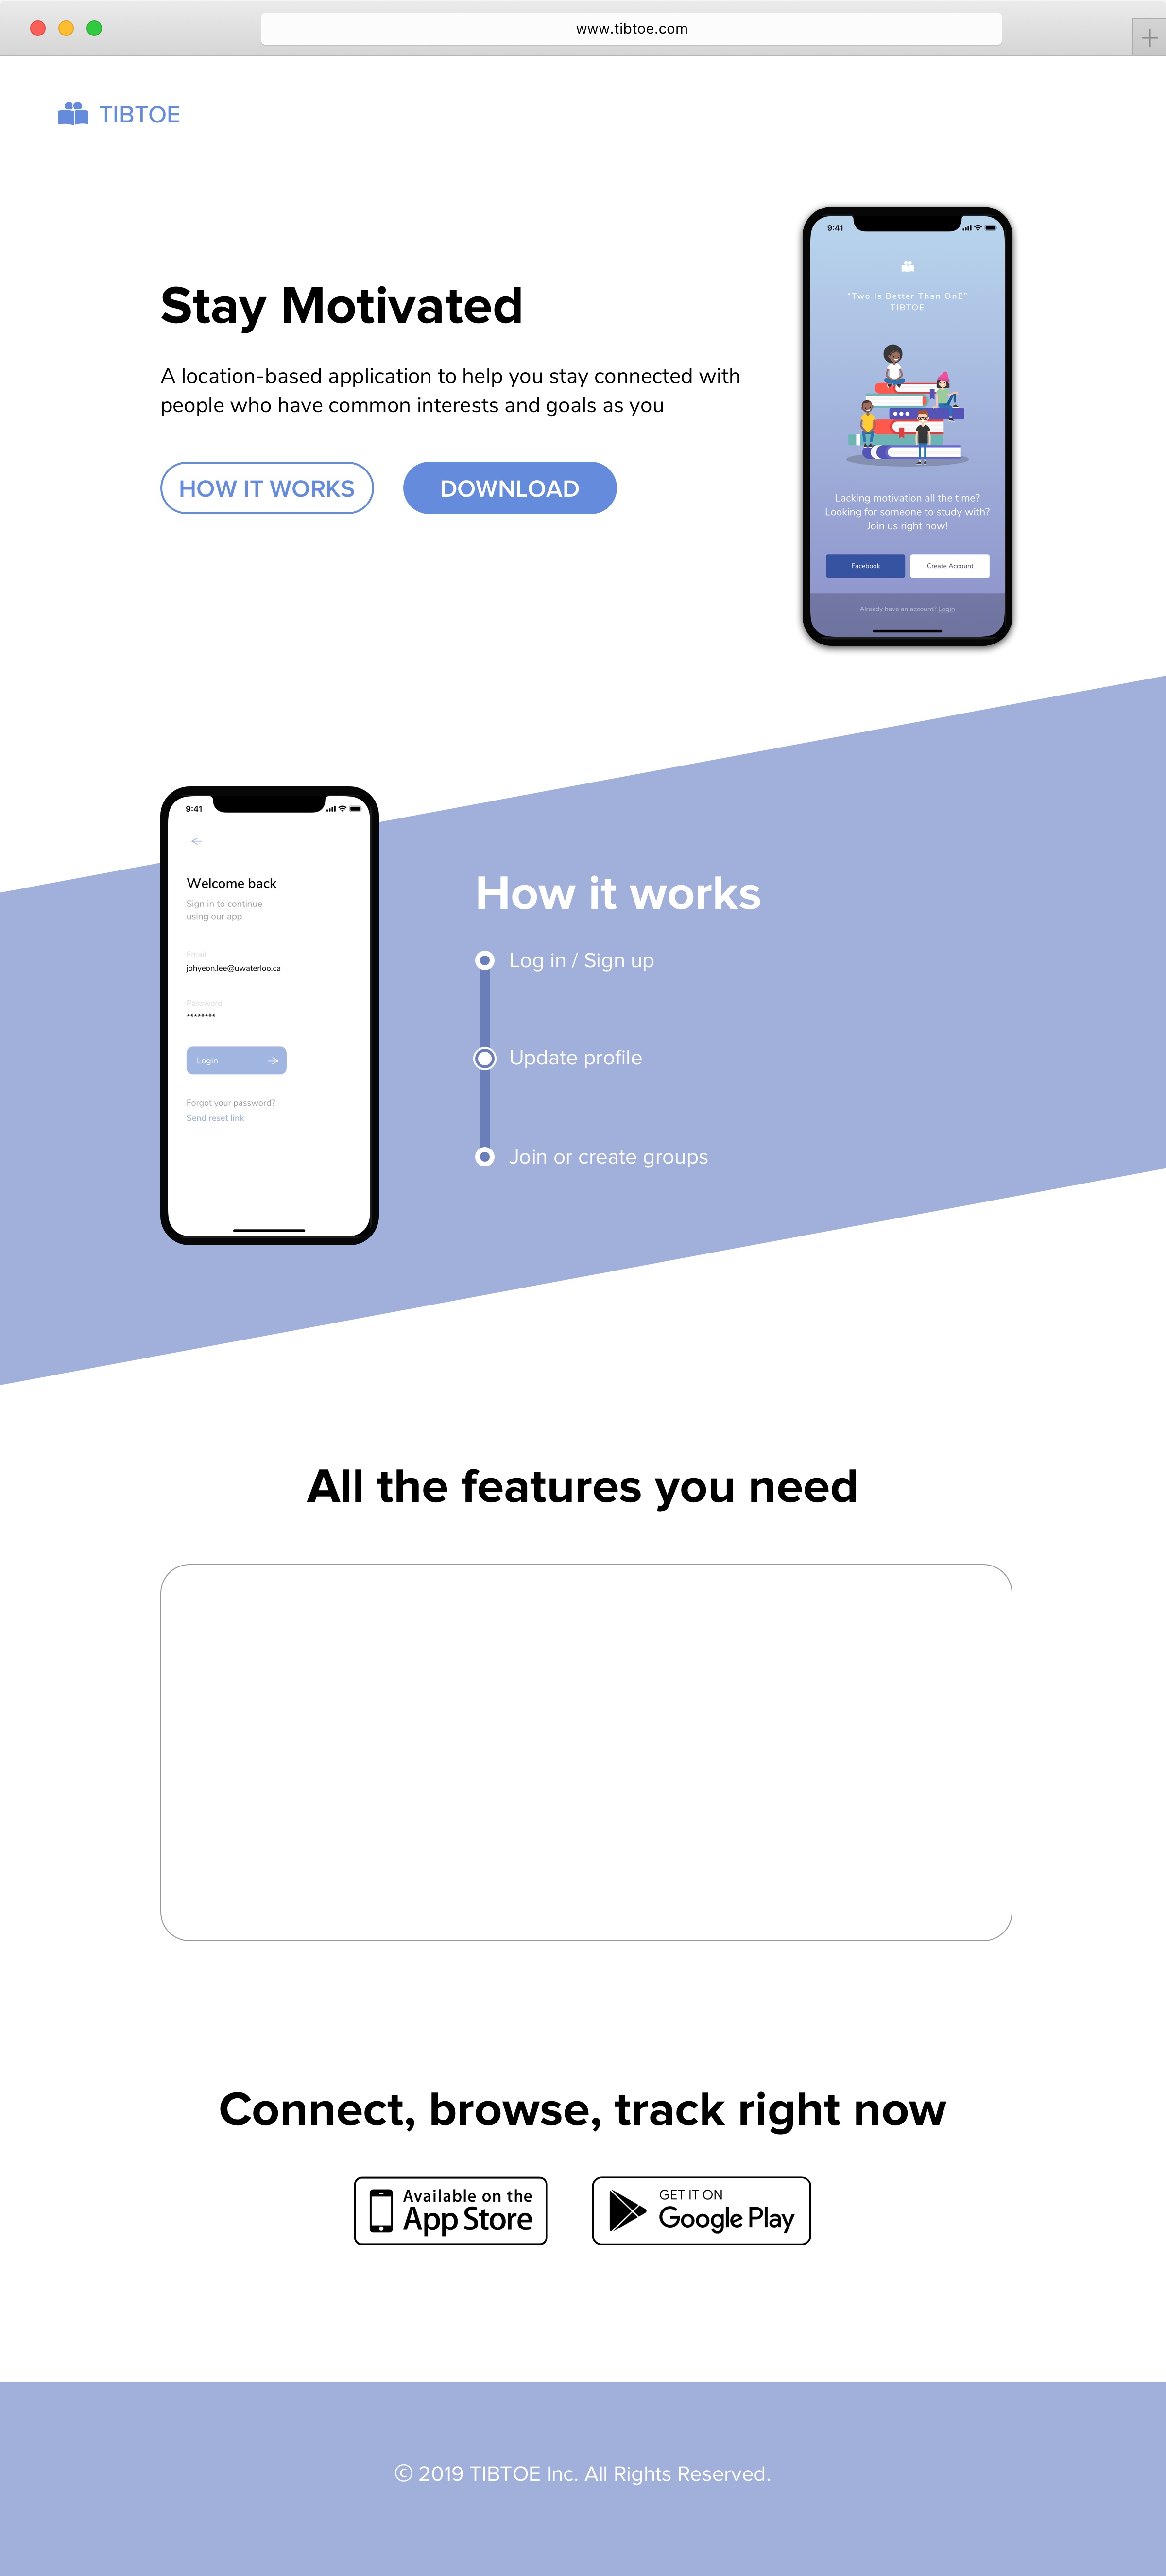 www.tibtoe.com
TIBTOE
Stay Motivated
A location-based application to help you stay connected with
people who have common interests and goals as you
HOW IT WORKS
DOWNLOAD
9:41
“Two Is Better Than OnE”
TIBTOE
Lacking motivation all the time?
Looking for someone to study with?
Join us right now!
Facebook
Create Account
Already have an account? Login
9:41
Welcome back
Sign in to continue
using our app
Email
johyeon.lee@uwaterloo.ca
Password
********
Login
Forgot your password?
Send reset link
How it works
Log in / Sign up
Update profile
Join or create groups
All the features you need
Connect, browse, track right now
Available on the
App Store
GET IT ON
Google Play
© 2019 TIBTOE Inc. All Rights Reserved.